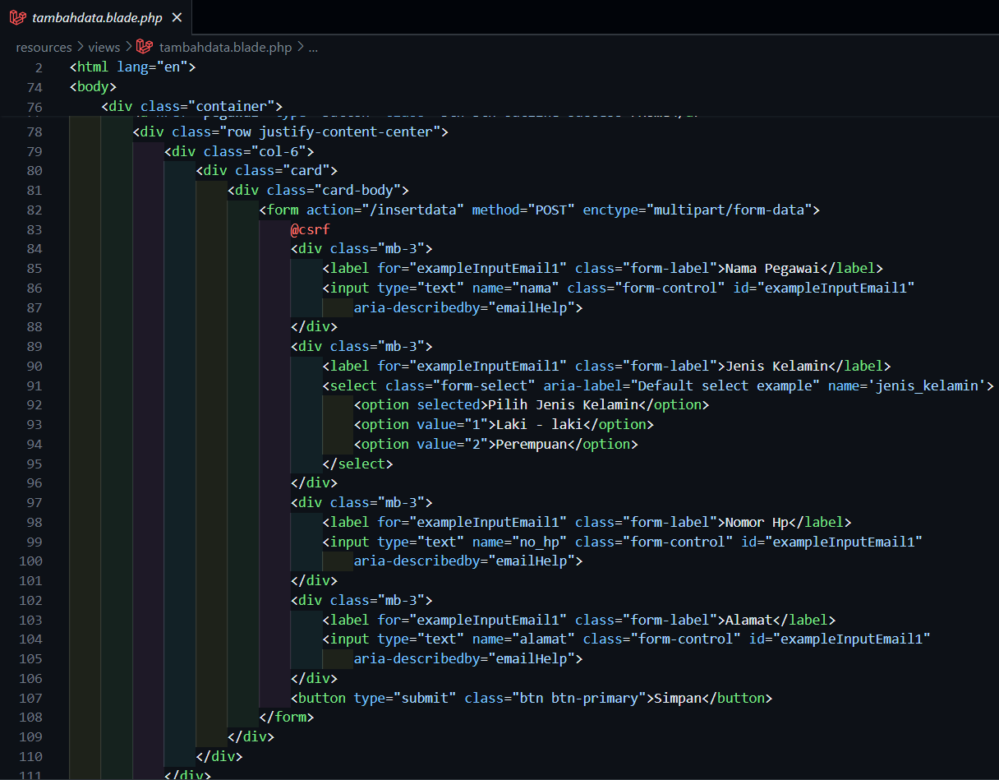 tambahdata.blade.php ×
resources > views > tambahdata.blade.php > ...
2 <html lang="en">
74 <body>
76 <div class="container">
78 <div class="row justify-content-center">
79 <div class="col-6">
80 <div class="card">
81 <div class="card-body">
82 <form action="/insertdata" method="POST" enctype="multipart/form-data">
83 @csrf
84 <div class="mb-3">
85 <label for="exampleInputEmail1" class="form-label">Nama Pegawai</label>
86 <input type="text" name="nama" class="form-control" id="exampleInputEmail1"
87 aria-describedby="emailHelp">
88 </div>
89 <div class="mb-3">
90 <label for="exampleInputEmail1" class="form-label">Jenis Kelamin</label>
91 <select class="form-select" aria-label="Default select example" name='jenis_kelamin'>
92 <option selected>Pilih Jenis Kelamin</option>
93 <option value="1">Laki - laki</option>
94 <option value="2">Perempuan</option>
95 </select>
96 </div>
97 <div class="mb-3">
98 <label for="exampleInputEmail1" class="form-label">Nomor Hp</label>
99 <input type="text" name="no_hp" class="form-control" id="exampleInputEmail1"
100 aria-describedby="emailHelp">
101 </div>
102 <div class="mb-3">
103 <label for="exampleInputEmail1" class="form-label">Alamat</label>
104 <input type="text" name="alamat" class="form-control" id="exampleInputEmail1"
105 aria-describedby="emailHelp">
106 </div>
107 <button type="submit" class="btn btn-primary">Simpan</button>
108 </form>
109 </div>
110 </div>
111 </div>